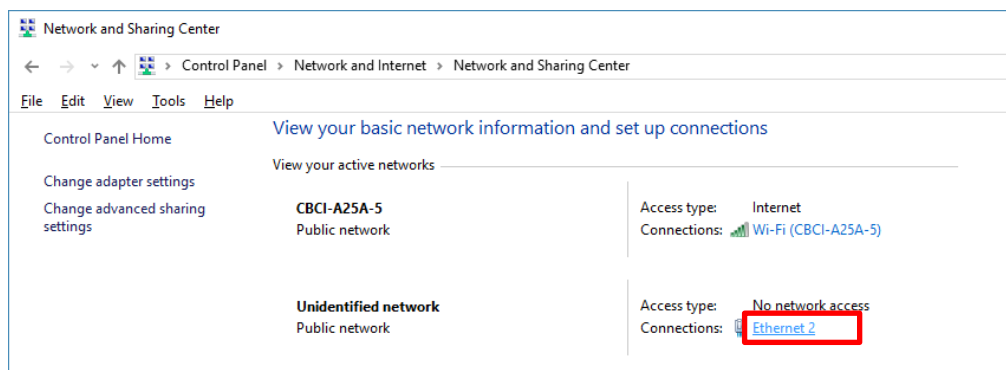 Network and Sharing Center
Control Panel > Network and Internet > Network and Sharing Center
File Edit View Tools Help
Control Panel Home
Change adapter settings
Change advanced sharing
settings
View your basic network information and set up connections
View your active networks
CBCI-A25A-5
Public network
Access type: Internet
Connections: Wi-Fi (CBCI-A25A-5)
Unidentified network
Public network
Access type: No network access
Connections: Ethernet 2